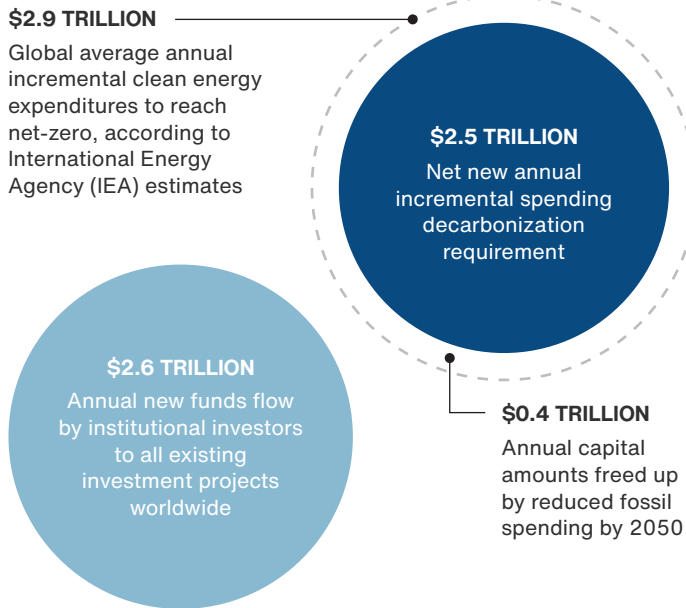 $2.9 TRILLION
Global average annual
incremental clean energy
expenditures to reach
net-zero, according to
International Energy
Agency (IEA) estimates
$2.5 TRILLION
Net new annual
incremental spending
decarbonization
requirement
$2.6 TRILLION
Annual new funds flow
by institutional investors
to all existing
investment projects
worldwide
$0.4 TRILLION
Annual capital
amounts freed up
by reduced fossil
spending by 2050